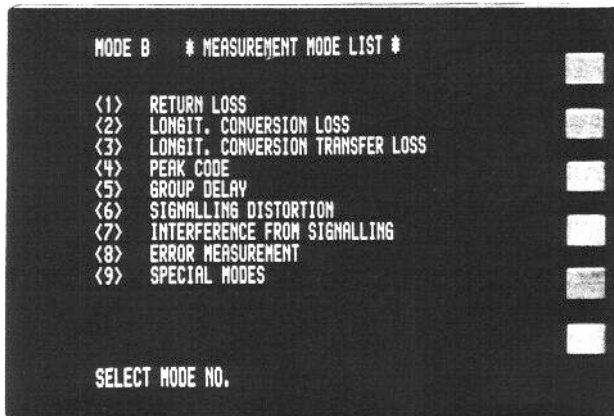 MODE B * MEASUREMENT MODE LIST *
<1> RETURN LOSS
<2> LONGIT. CONVERSION LOSS
<3> LONGIT. CONVERSION TRANSFER LOSS
<4> PEAK CODE
<5> GROUP DELAY
<6> SIGNALLING DISTORTION
<7> INTERFERENCE FROM SIGNALLING
<8> ERROR MEASUREMENT
<9> SPECIAL MODES
SELECT MODE NO.